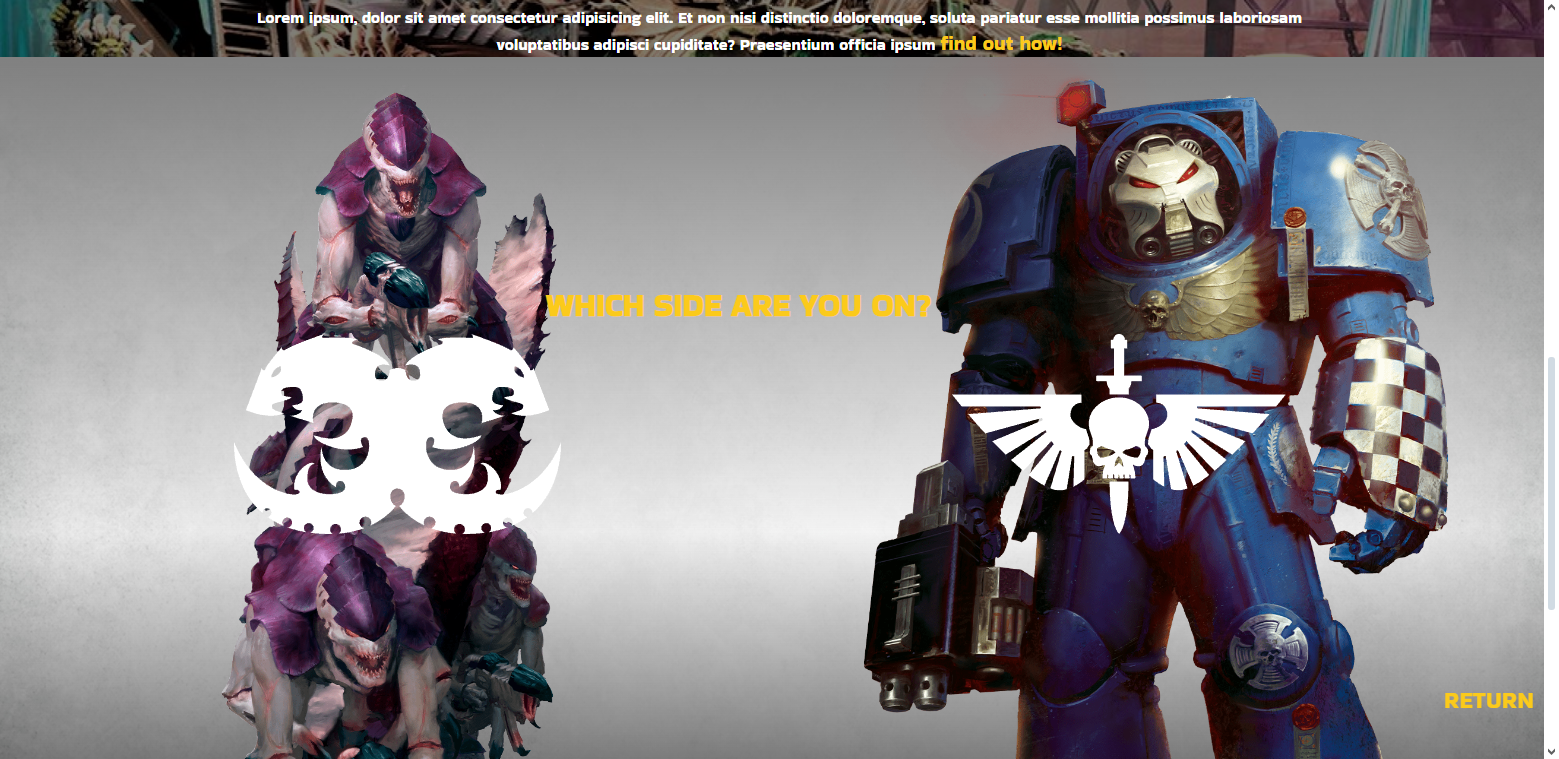 Lorem ipsum, dolor sit amet consectetur adipisicing elit. Et non nisi distinctio doloremque, soluta pariatur esse mollitia possimus laboriosam
voluptatibus adipisci cupiditate? Praesentium officia ipsum find out how!
WHICH SIDE ARE YOU ON?
RETURN